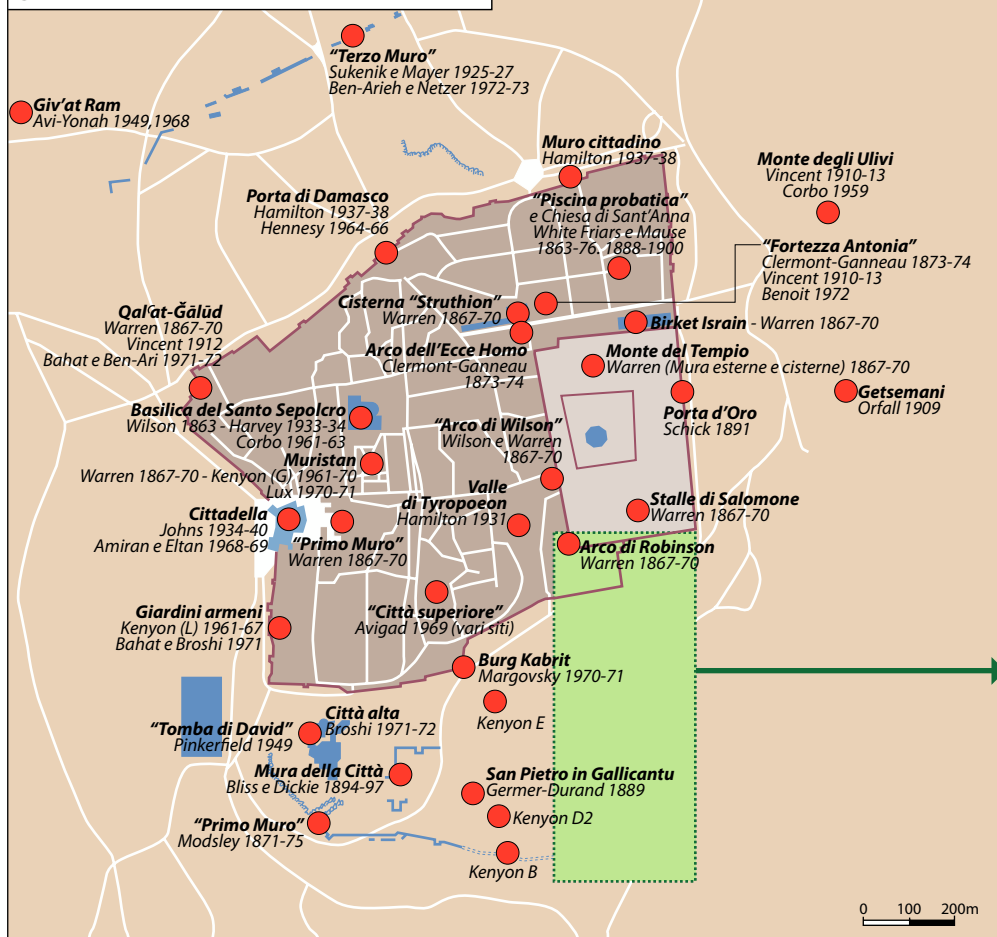 “Terzo Muro”
Sukenik e Mayer 1925-27
Ben-Arieh e Netzer 1972-73
Giv’at Ram
Avi-Yonah 1949,1968
Muro cittadino
Hamilton 1937-38
Monte degli Ulivi
Vincent 1910-13
Corbo 1959
Porta di Damasco
Hamilton 1937-38
Hennesy 1964-66
“Piscina probatica”
e Chiesa di Sant’Anna
White Friars e Mause
1863-76. 1888-1900
“Fortezza Antonia”
Clermont-Ganneau 1873-74
Vincent 1910-13
Benoit 1972
Cisterna “Struthion”
Warren 1867-70
Qal‘at-Ǧālūd
Warren 1867-70
Vincent 1912
Bahat e Ben-Ari 1971-72
Birket Israin - Warren 1867-70
Arco dell’Ecce Homo
Clermont-Ganneau
1873-74
Monte del Tempio
Warren (Mura esterne e cisterne) 1867-70
Getsemani
Orfall 1909
Porta d’Oro
Schick 1891
Basilica del Santo Sepolcro
Wilson 1863 - Harvey 1933-34
Corbo 1961-63
“Arco di Wilson”
Wilson e Warren
1867-70
Muristan
Warren 1867-70 - Kenyon (G) 1961-70
Lux 1970-71
Valle
di Tyropoeon
Hamilton 1931
Stalle di Salomone
Warren 1867-70
Cittadella
Johns 1934-40
Amiran e Eltan 1968-69
“Primo Muro”
Warren 1867-70
Arco di Robinson
Warren 1867-70
Giardini armeni
Kenyon (L) 1961-67
Bahat e Broshi 1971
“Città superiore”
Avigad 1969 (vari siti)
Burg Kabrit
Margovsky 1970-71
Kenyon E
Città alta
Broshi 1971-72
“Tomba di David”
Pinkerfield 1949
Mura della Città
Bliss e Dickie 1894-97
San Pietro in Gallicantu
Germer-Durand 1889
Kenyon D2
“Primo Muro”
Modsley 1871-75
Kenyon B
0 100 200m